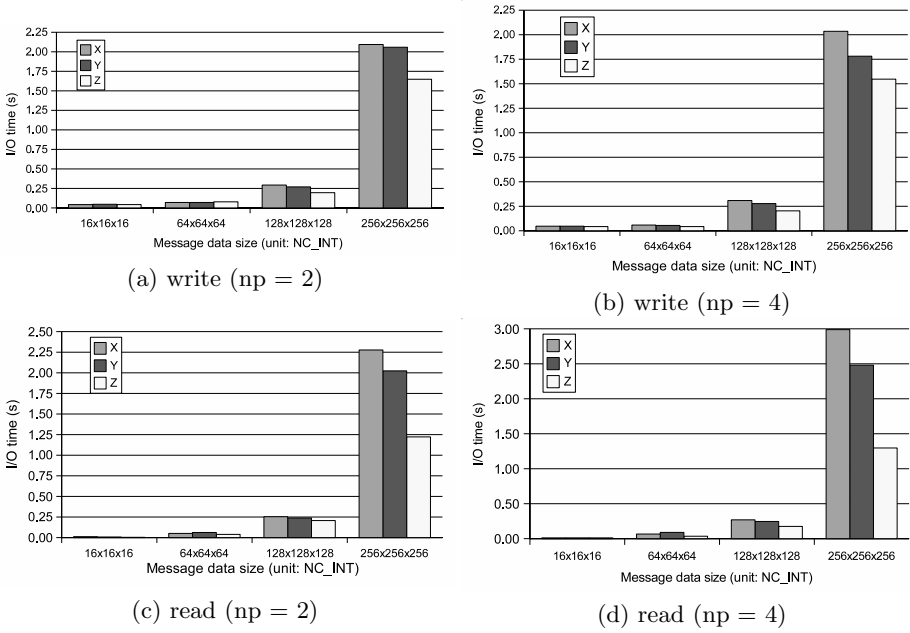 2.25
2.00
1.75
1.50
1.25
1.00
0.75
0.50
0.25
0.00
I/O time (s)
X
Y
Z
16x16x16 64x64x64 128x128x128 256x256x256
Message data size (unit: NC_INT)
(a) write (np = 2)
2.25
2.00
1.75
1.50
1.25
1.00
0.75
0.50
0.25
0.00
I/O time (s)
X
Y
Z
16x16x16 64x64x64 128x128x128 256x256x256
Message data size (unit: NC_INT)
(b) write (np = 4)
2.50
2.25
2.00
1.75
1.50
1.25
1.00
0.75
0.50
0.25
0.00
I/O time (s)
X
Y
Z
16x16x16 64x64x64 128x128x128 256x256x256
Message data size (unit: NC_INT)
(c) read (np = 2)
3.00
2.50
2.00
1.50
1.00
0.50
0.00
I/O time (s)
X
Y
Z
16x16x16 64x64x64 128x128x128 256x256x256
Message data size (unit: NC_INT)
(d) read (np = 4)